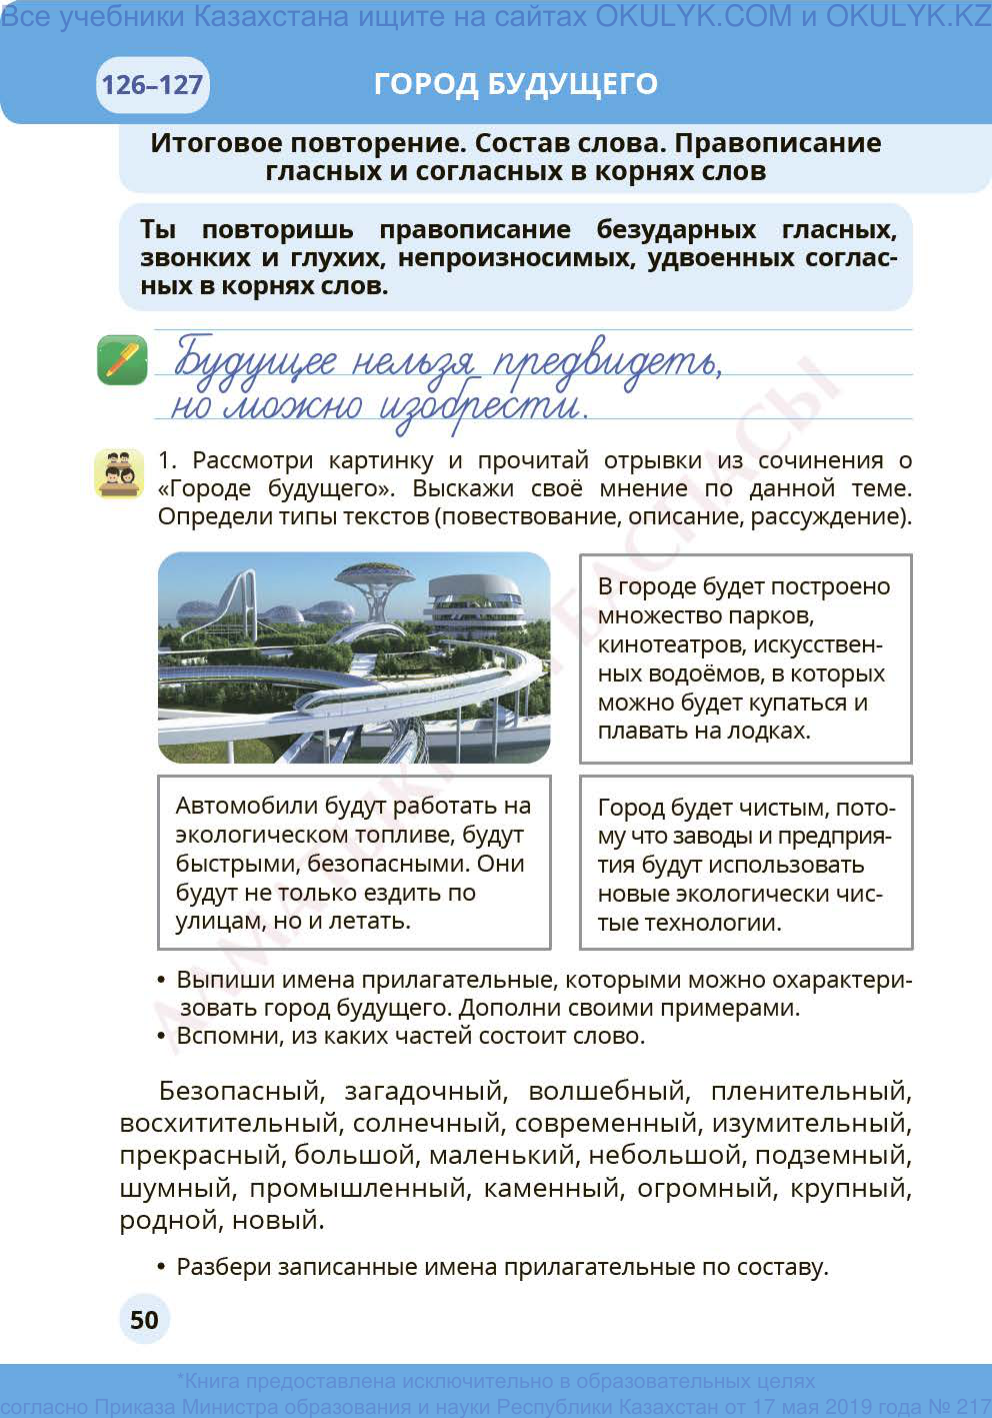 Все учебники Казахстана ищите на сайтах OKULYK.COM и OKULYK.KZ
126–127
ГОРОД БУДУЩЕГО
Итоговое повторение. Состав слова. Правописание
гласных и согласных в корнях слов
Ты повторишь правописание безударных гласных,
звонких и глухих, непроизносимых, удвоенных соглас-
ных в корнях слов.
Будущее нельзя предвидеть,
но можно изобрести.
1. Рассмотри картинку и прочитай отрывки из сочинения о
«Городе будущего». Выскажи своё мнение по данной теме.
Определи типы текстов (повествование, описание, рассуждение).
В городе будет построено
множество парков,
кинотеатров, искусствен-
ных водоёмов, в которых
можно будет купаться и
плавать на лодках.
Автомобили будут работать на
экологическом топливе, будут
быстрыми, безопасными. Они
будут не только ездить по
улицам, но и летать.
Город будет чистым, пото-
му что заводы и предприя-
тия будут использовать
новые экологически чис-
тые технологии.
• Выпиши имена прилагательные, которыми можно охарактери-
зовать город будущего. Дополни своими примерами.
• Вспомни, из каких частей состоит слово.
Безопасный, загадочный, волшебный, пленительный,
восхитительный, солнечный, современный, изумительный,
прекрасный, большой, маленький, небольшой, подземный,
шумный, промышленный, каменный, огромный, крупный,
родной, новый.
• Разбери записанные имена прилагательные по составу.
50
*Книга предоставлена исключительно в образовательных целях
согласно Приказа Министра образования и науки Республики Казахстан от 17 мая 2019 года № 217